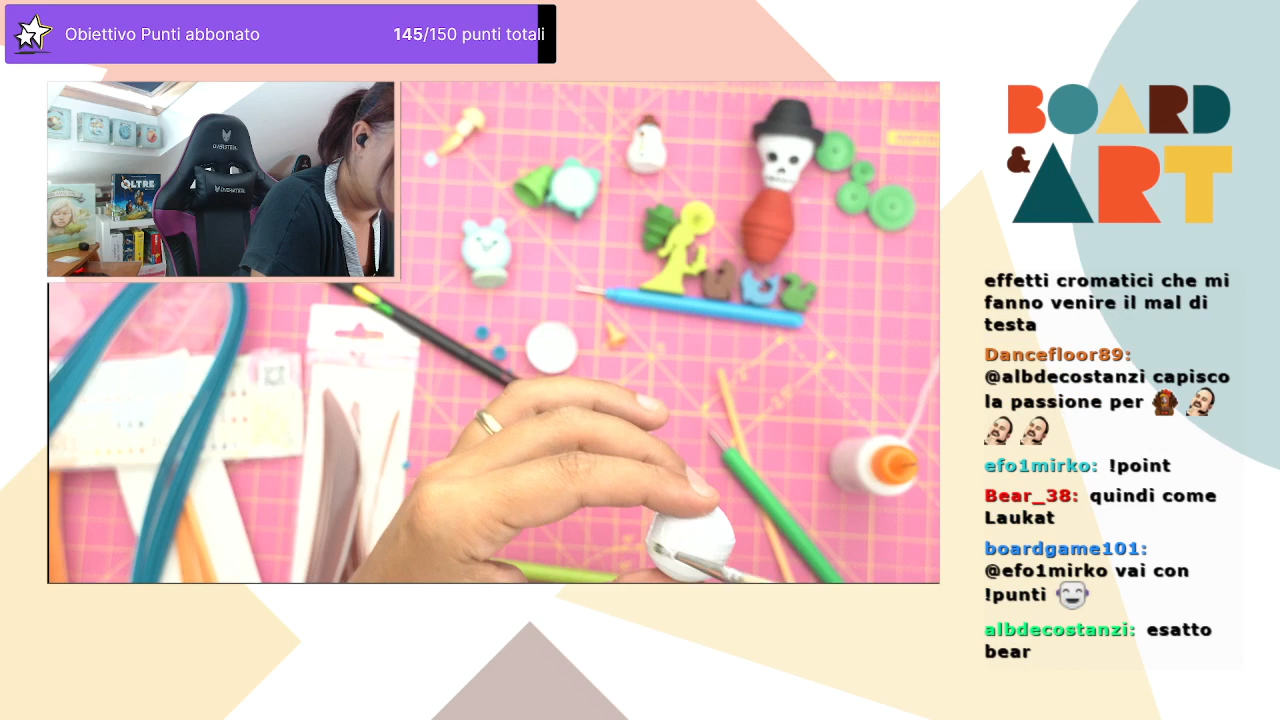 Obiettivo Punti abbonato
145/150 punti totali
BOARD
& ART
OVERSTEEL
OVERSTEEL
OLTRE
effetti cromatici che mi
fanno venire il mal di
testa
Dancefloor89:
@albdecostanzi capisco
la passione per
efo1mirko: !point
Bear_38: quindi come
Laukat
boardgame101:
@efo1mirko vai con
!punti
albdecostanzi: esatto
bear